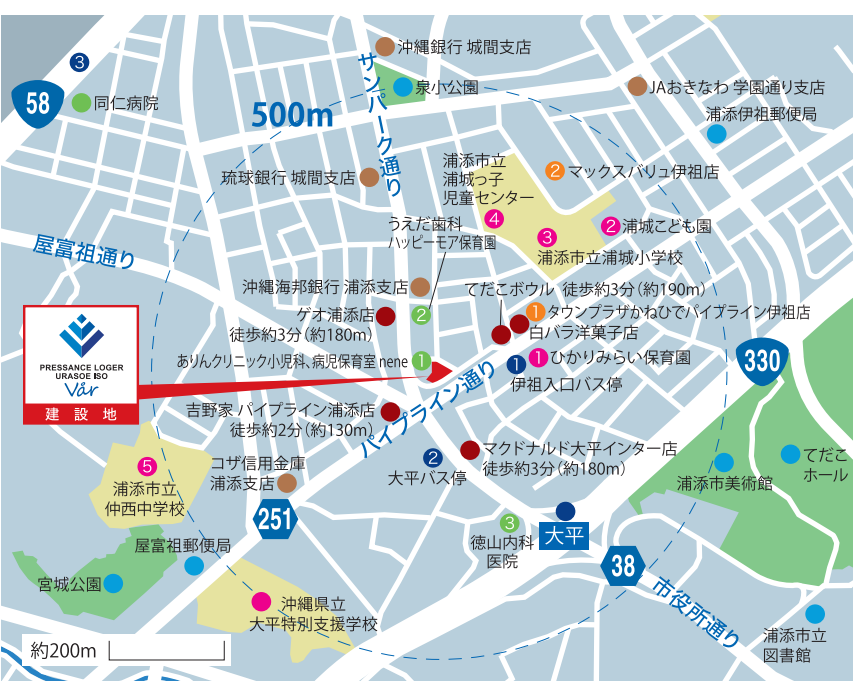 沖縄銀行 城間支店
サンパーク通り
3
58
同仁病院
泉小公園
500m
JAおきなわ 学園通り支店
浦添伊祖郵便局
琉球銀行 城間支店
浦添市立
浦城っ子
児童センター
4
2 マックスバリュ伊祖店
2 浦城こども園
3
浦添市立浦城小学校
うえだ歯科
ハッピーモア保育園
2
屋富祖通り
沖縄海邦銀行 浦添支店
てだこボウル 徒歩約3分(約190m)
ゲオ浦添店
徒歩約3分(約180m)
1 タウンプラザかねひでパイプライン伊祖店
白バラ洋菓子店
PRESSANCE LOGER
URASOE ISO
Vår
建設地
ありんクリニック小児科、病児保育室 nene 1
1 ひかりみらい保育園
1
伊祖入口バス停
330
パイプライン通り
吉野家 パイプライン浦添店
徒歩約2分(約130m)
マクドナルド大平インター店
徒歩約3分(約180m)
2
大平バス停
5
浦添市立
仲西中学校
コザ信用金庫
浦添支店
浦添市美術館
てだこ
ホール
251
3
徳山内科
医院
大平
38
屋富祖郵便局
宮城公園
沖縄県立
大平特別支援学校
市役所通り
浦添市立
図書館
約200m